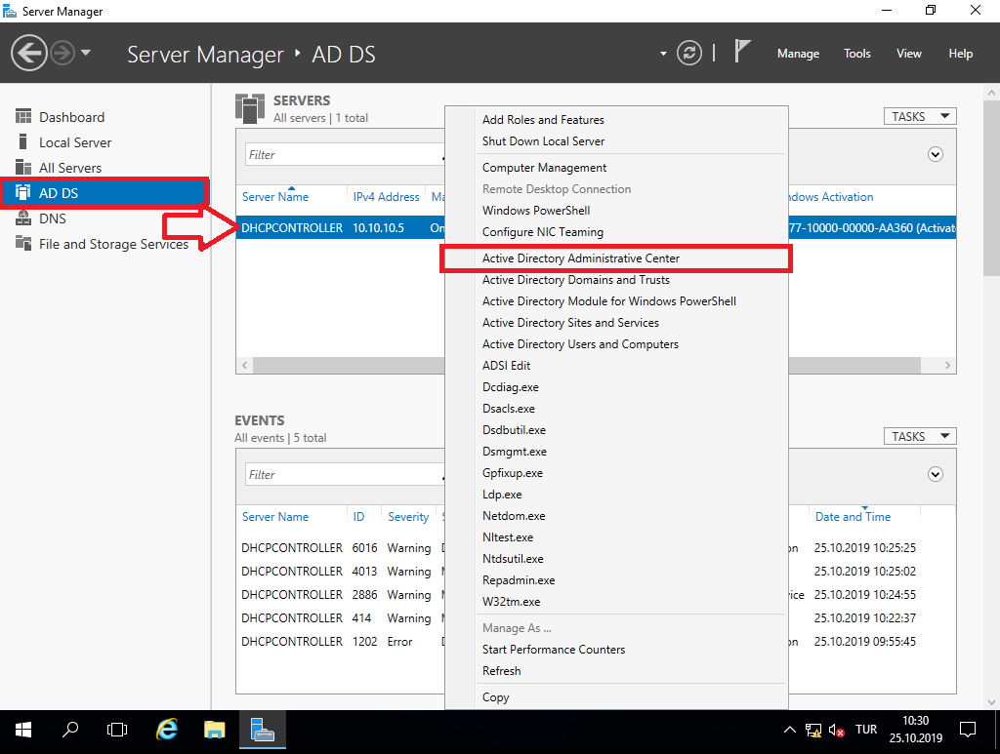 Server Manager
Server Manager ‣ AD DS
Manage Tools View Help
Dashboard
Local Server
All Servers
AD DS
DNS
File and Storage Services
SERVERS
All servers | 1 total
TASKS
Filter
Server Name IPv4 Address Ma ndows Activation
DHCPCONTROLLER 10.10.10.5 On 77-10000-00000-AA360 (Activate
Add Roles and Features
Shut Down Local Server
Computer Management
Remote Desktop Connection
Windows PowerShell
Configure NIC Teaming
Active Directory Administrative Center
Active Directory Domains and Trusts
Active Directory Module for Windows PowerShell
Active Directory Sites and Services
Active Directory Users and Computers
ADSI Edit
Dcdiag.exe
Dsacls.exe
Dsdbutil.exe
Dsmgmt.exe
Gpfixup.exe
Ldp.exe
Netdom.exe
Nltest.exe
Ntdsutil.exe
Repadmin.exe
W32tm.exe
Manage As ...
Start Performance Counters
Refresh
Copy
EVENTS
All events | 5 total
TASKS
Filter
Server Name ID Severity Date and Time
DHCPCONTROLLER 6016 Warning on 25.10.2019 10:25:25
DHCPCONTROLLER 4013 Warning 25.10.2019 10:25:02
DHCPCONTROLLER 2886 Warning vice 25.10.2019 10:24:55
DHCPCONTROLLER 414 Warning 25.10.2019 10:22:37
DHCPCONTROLLER 1202 Error on 25.10.2019 09:55:45
TUR
10:30
25.10.2019